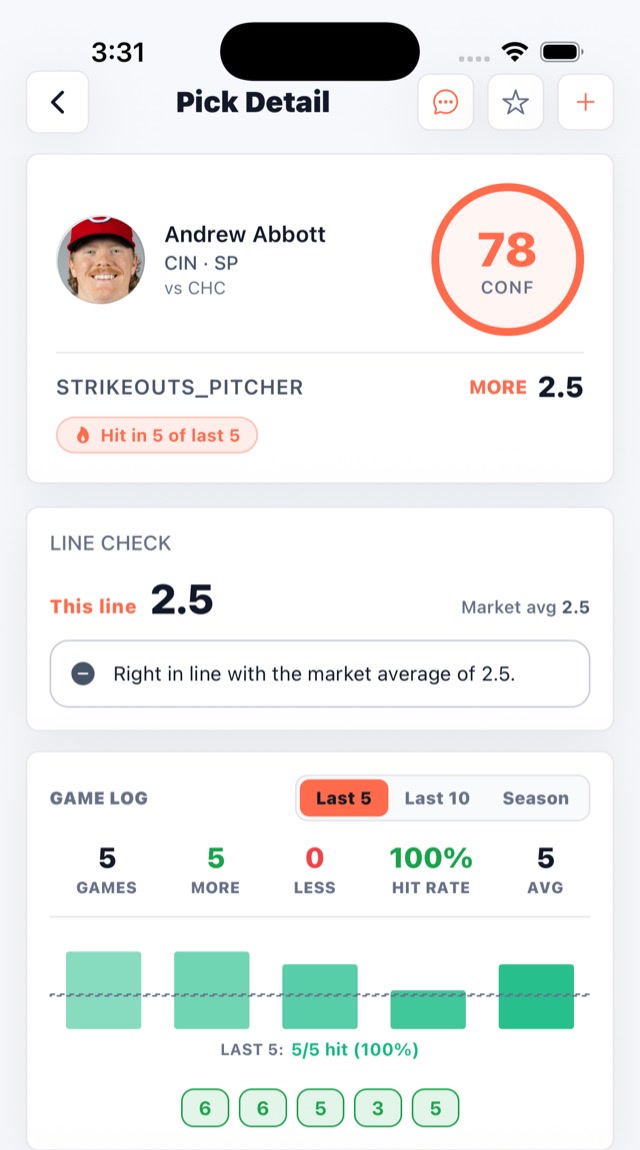 3:31
Pick Detail
Andrew Abbott
CIN · SP
vs CHC
78
CONF
STRIKEOUTS_PITCHER
MORE 2.5
Hit in 5 of last 5
LINE CHECK
This line 2.5
Market avg 2.5
Right in line with the market average of 2.5.
GAME LOG
Last 5 Last 10 Season
5 5 0 100% 5
GAMES MORE LESS HIT RATE AVG
LAST 5: 5/5 hit (100%)
6 6 5 3 5